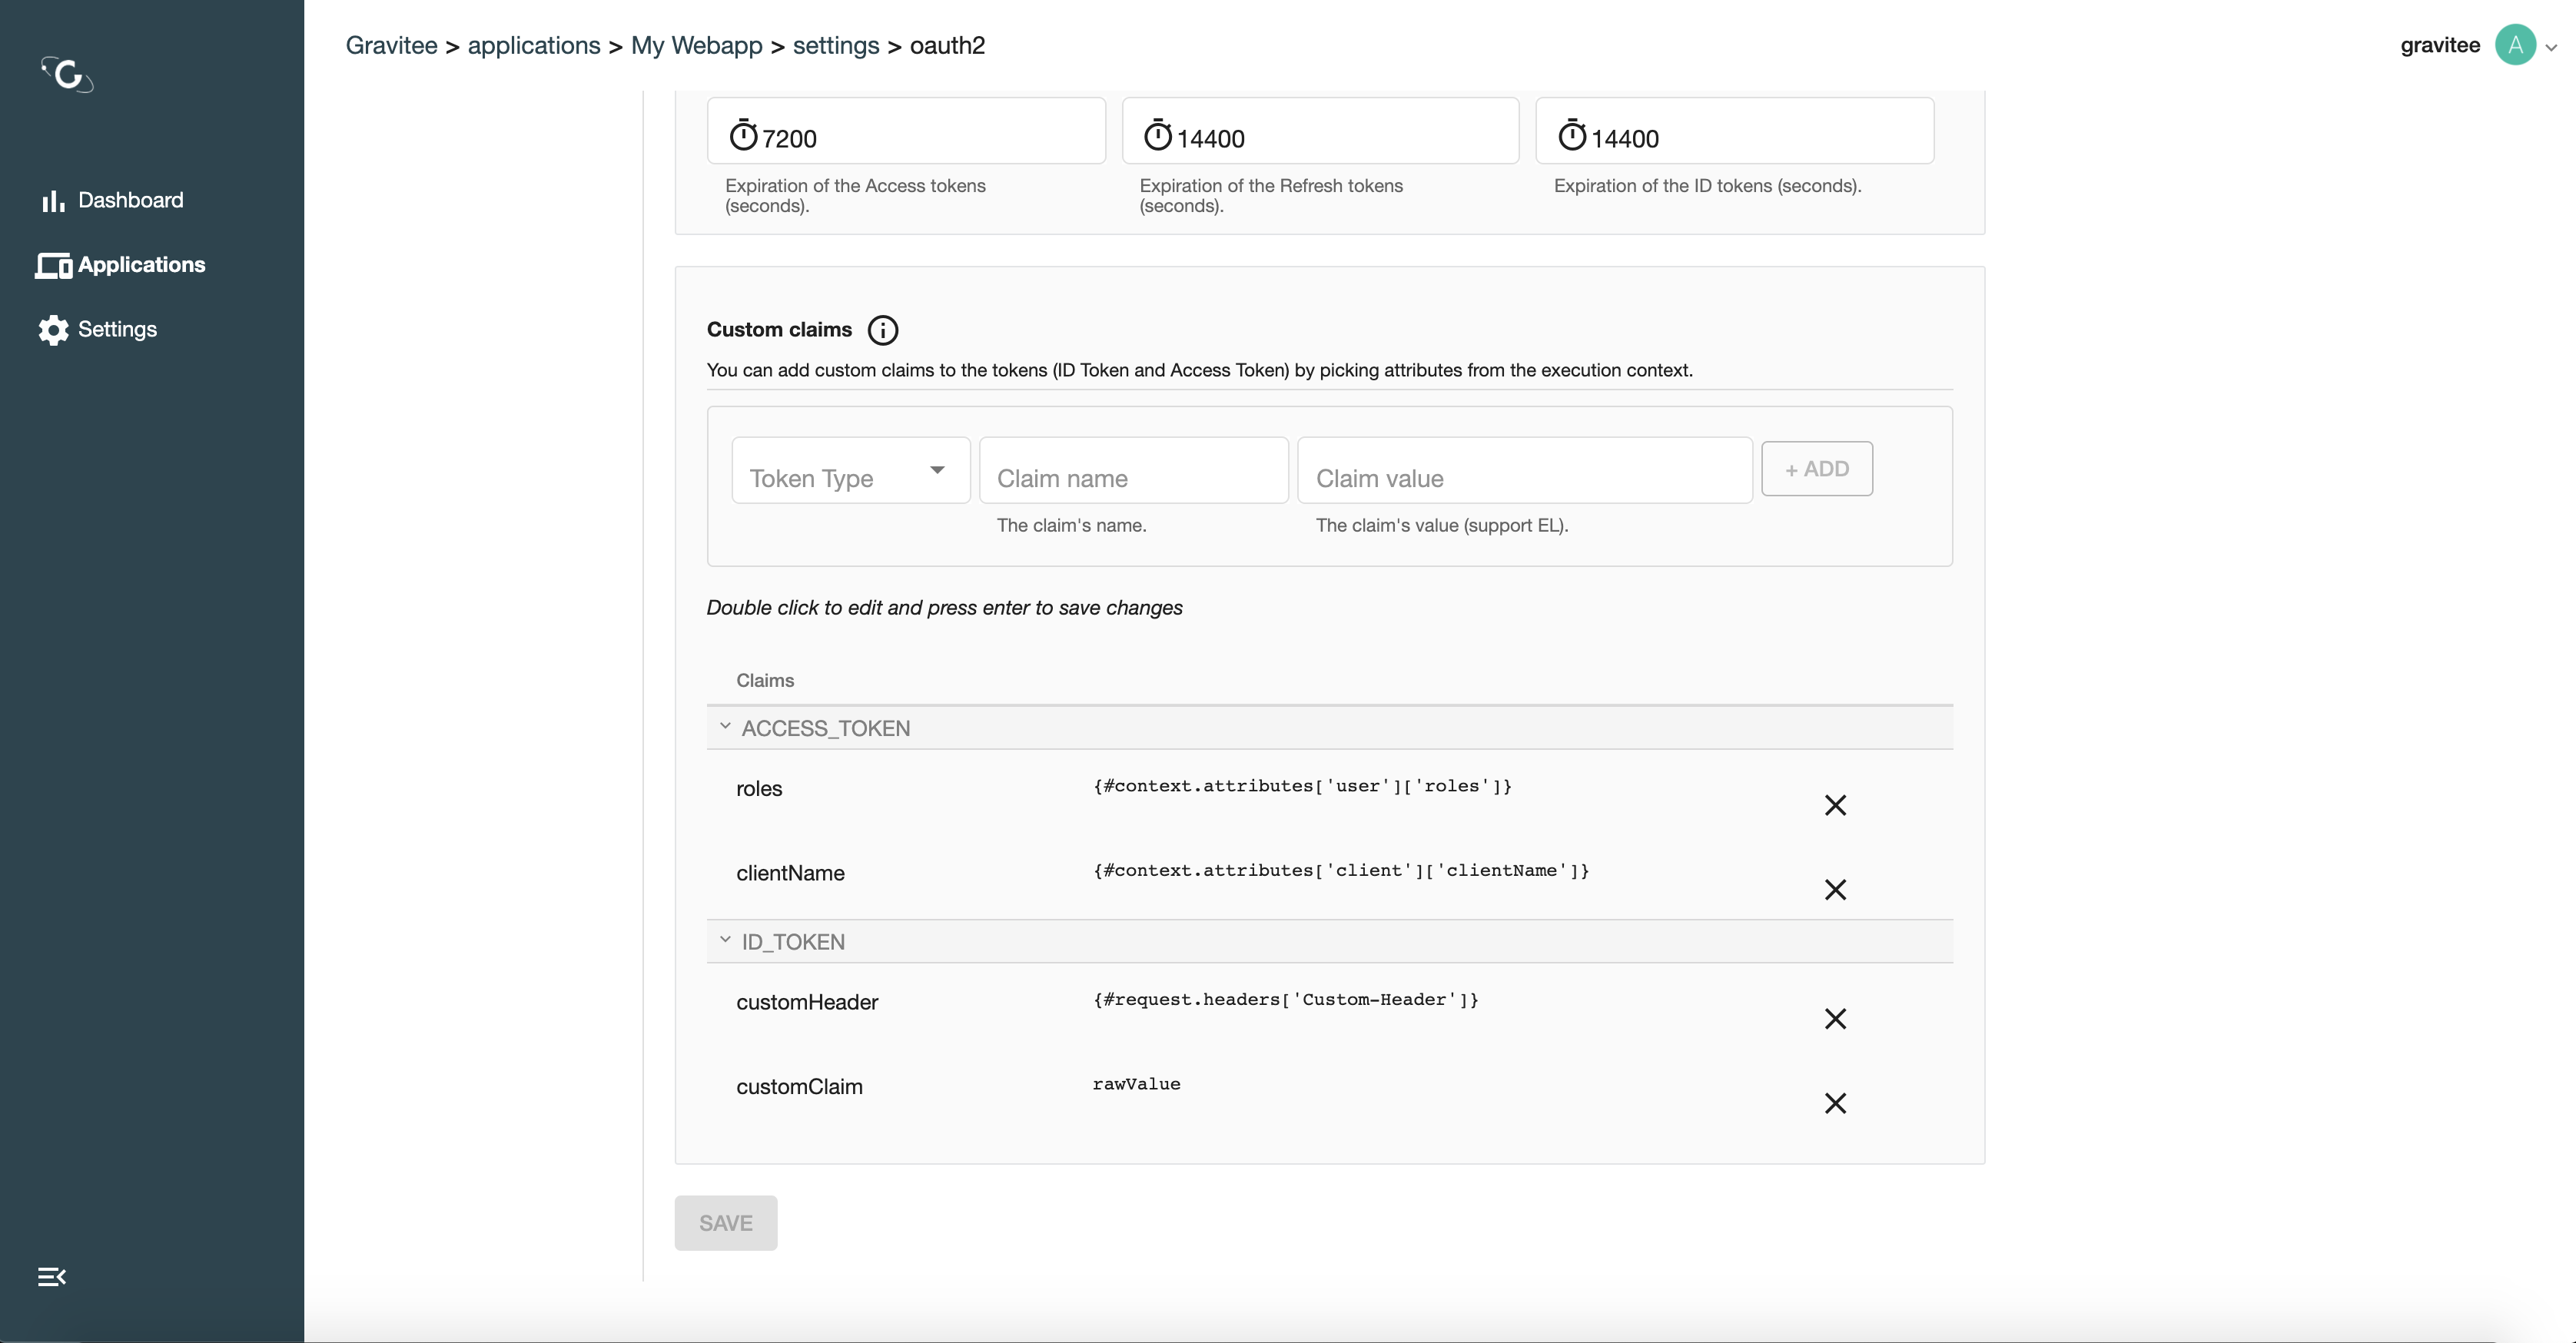 Gravitee > applications > My Webapp > settings > oauth2
gravitee A
Dashboard
Applications
Settings
7200
Expiration of the Access tokens
(seconds).
14400
Expiration of the Refresh tokens
(seconds).
14400
Expiration of the ID tokens (seconds).
Custom claims
You can add custom claims to the tokens (ID Token and Access Token) by picking attributes from the execution context.
Token Type
Claim name
The claim's name.
Claim value
The claim's value (support EL).
+ ADD
Double click to edit and press enter to save changes
Claims
ACCESS_TOKEN
roles {#context.attributes['user']['roles']}
clientName {#context.attributes['client']['clientName']}
ID_TOKEN
customHeader {#request.headers['Custom-Header']}
customClaim rawValue
SAVE